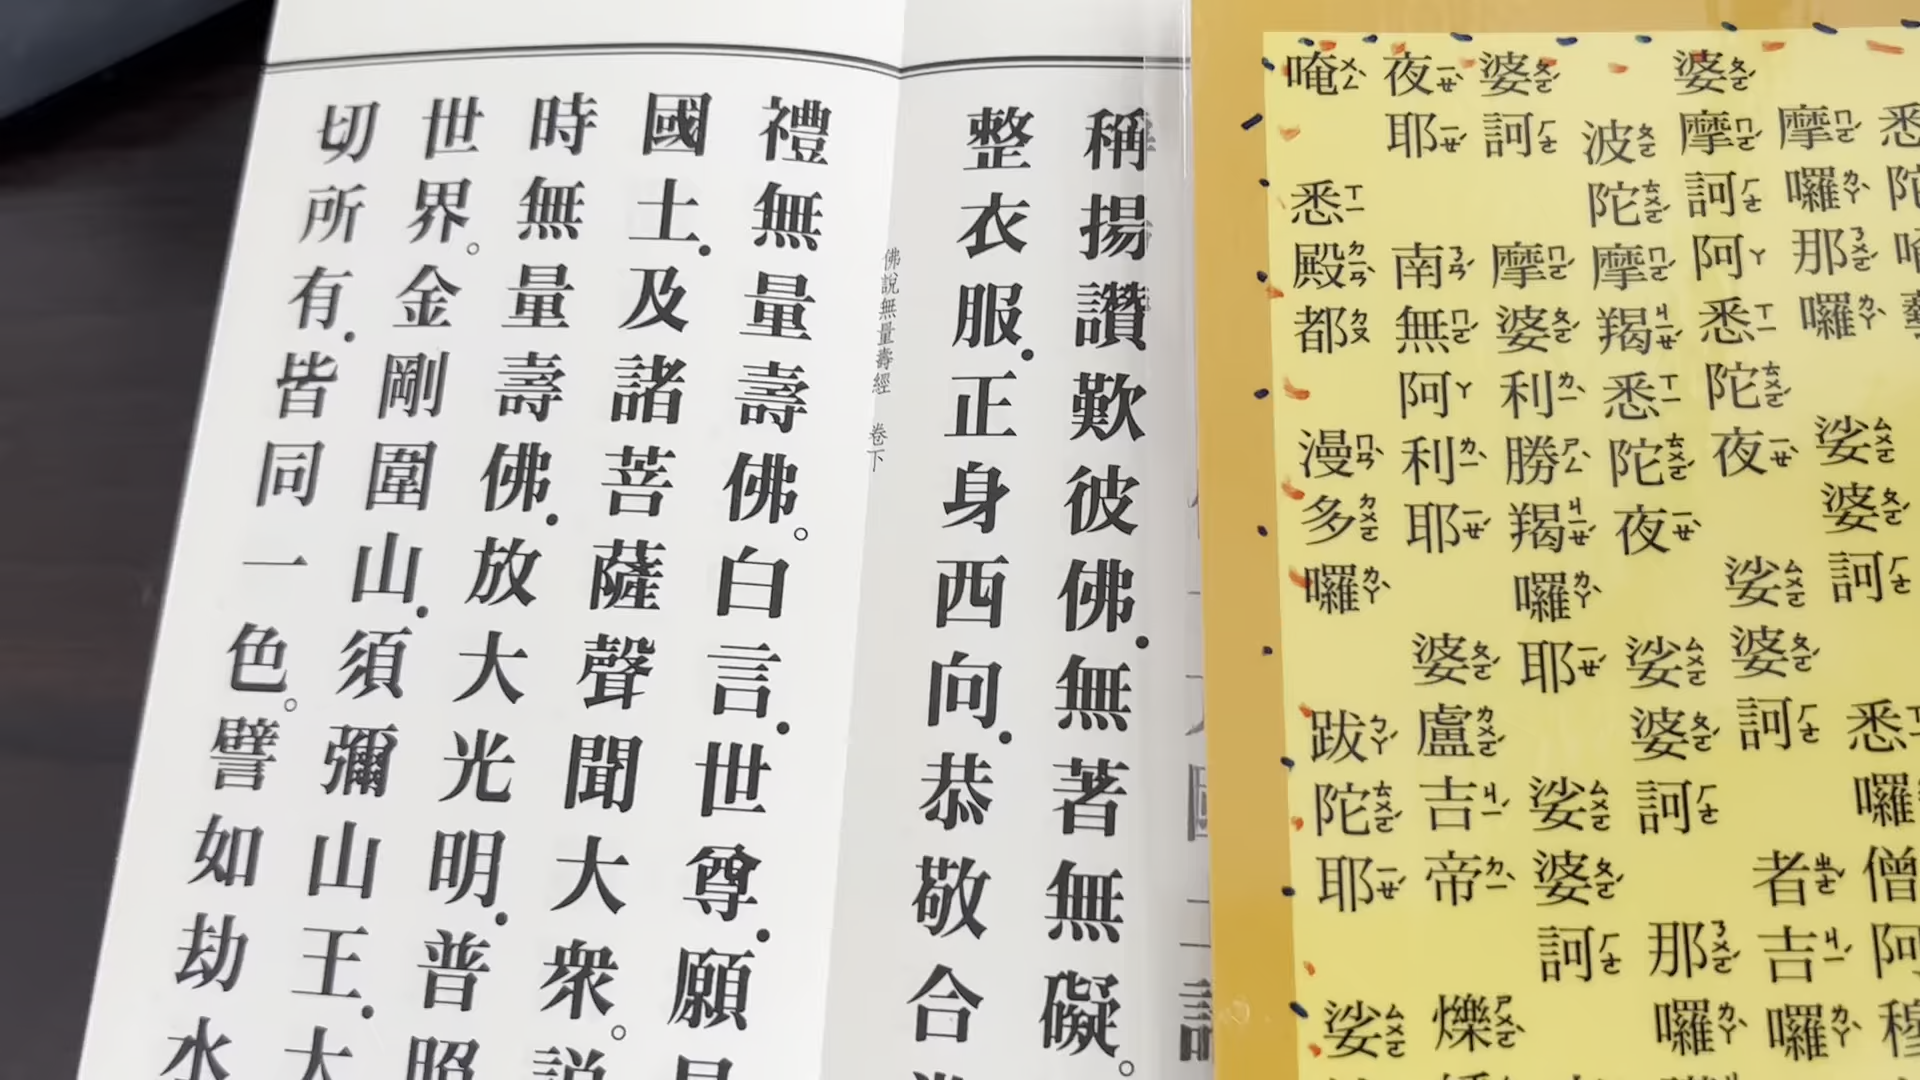 稱揚讚歎彼佛.無著無礙。
整衣服.正身西向.恭敬合
佛說無量壽經 卷下
禮無量壽佛。白言.世尊.願
國土.及諸菩薩聲聞大衆。說
時無量壽佛.放大光明.普照
世界。金剛圍山.須彌山王.大
切所有.皆同一色。譬如劫水
唵 悉殿都 漫多囉 跋陀耶 娑
夜耶 南無阿利耶 婆盧吉帝爍
婆訶 摩婆利勝羯囉耶 娑婆訶
波陀摩羯悉陀夜 娑婆訶 那囉
婆摩訶阿悉陀夜 娑婆訶 者吉囉
摩囉那囉 娑婆訶 悉